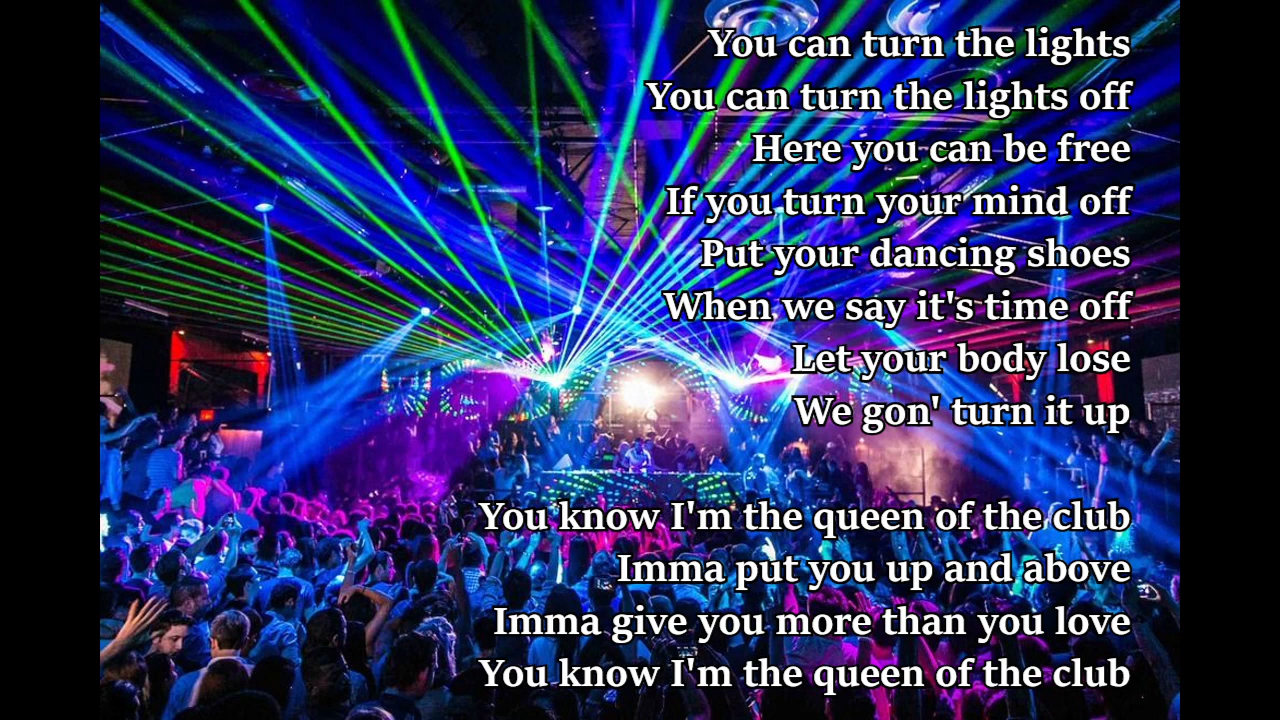 You can turn the lights
You can turn the lights off
Here you can be free
If you turn your mind off
Put your dancing shoes
When we say it's time off
Let your body lose
We gon' turn it up
You know I'm the queen of the club
Imma put you up and above
Imma give you more than you love
You know I'm the queen of the club